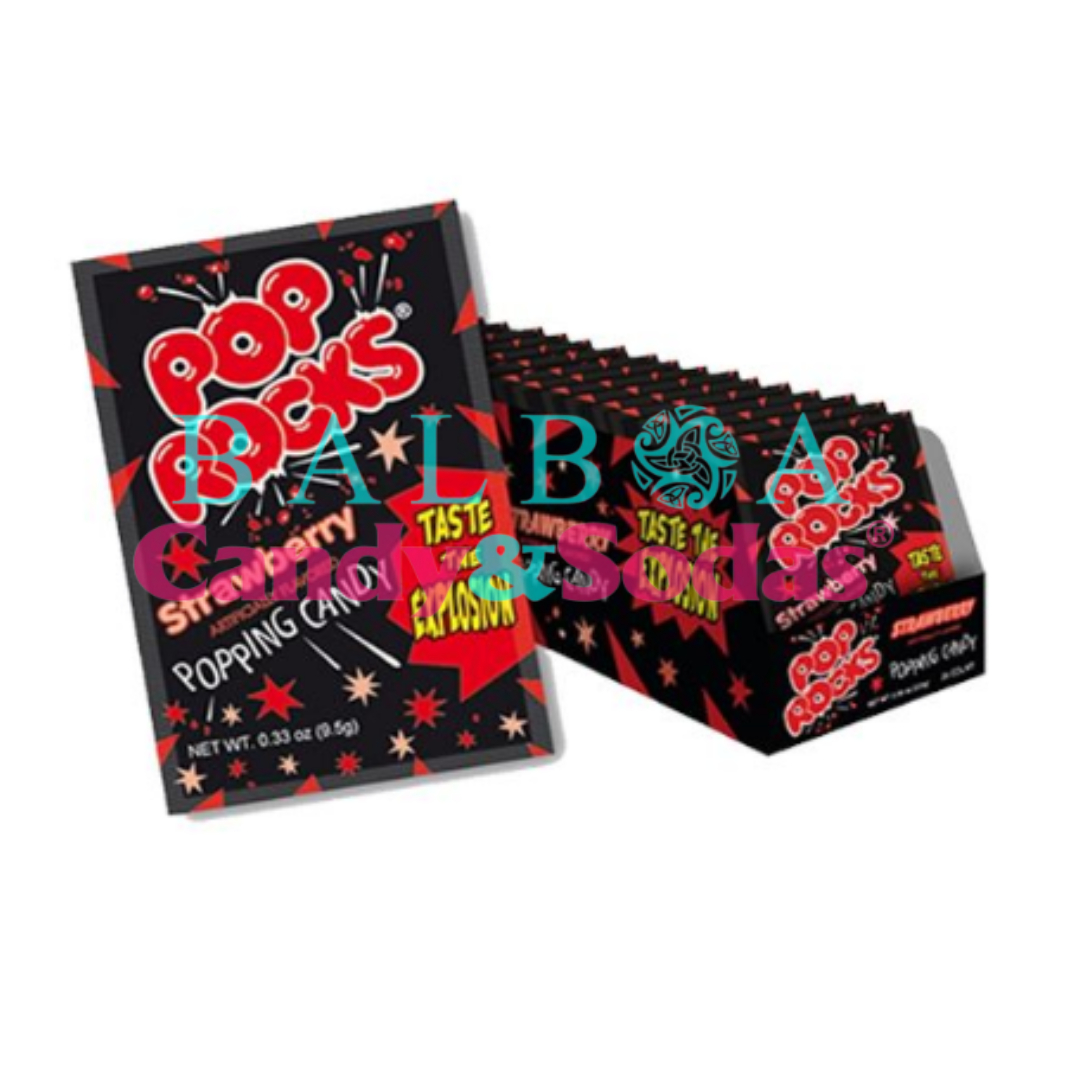 POP
ROCKS®
Strawberry
POPPING CANDY
TASTE
THE
EXPLOSION
NET WT. 0.33 oz (9.5g)
BALBOA
Candy&Sodas®
STRAWBERRY
TASTE THE
EXPLOSION
POP
ROCKS
Strawberry
TASTE
THE
POP
ROCKS
STRAWBERRY
POPPING CANDY